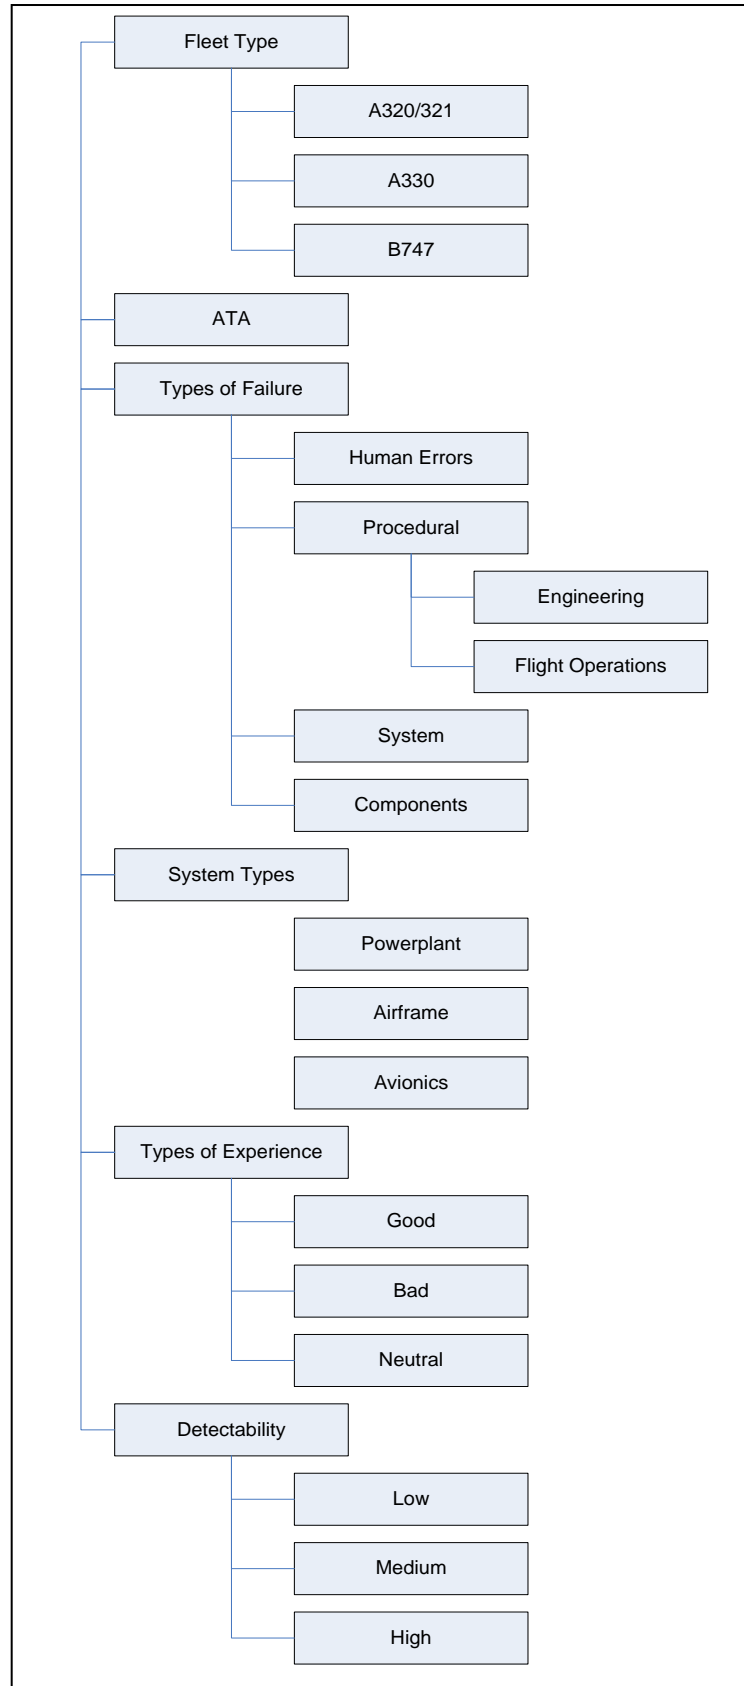 Fleet Type
A320/321
A330
B747
ATA
Types of Failure
Human Errors
Procedural
Engineering
Flight Operations
System
Components
System Types
Powerplant
Airframe
Avionics
Types of Experience
Good
Bad
Neutral
Detectability
Low
Medium
High